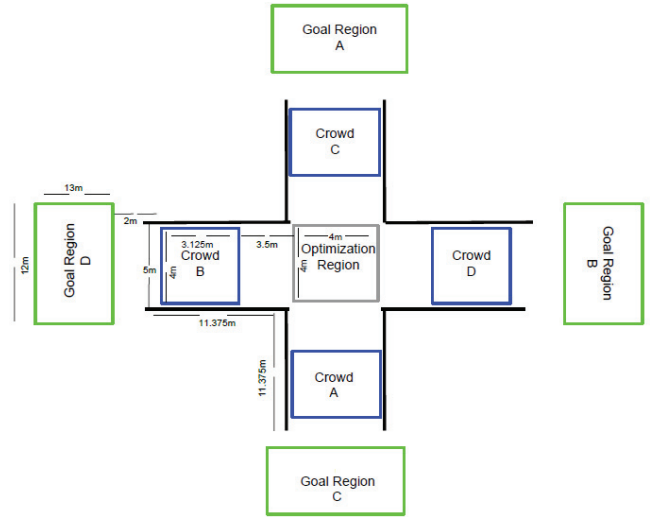 Goal Region
A
Crowd
C
13m
2m
12m
Goal Region
D
5m
4m
3.125m
Crowd
B
3.5m
4m
4m
Optimization
Region
Crowd
D
Goal Region
B
11.375m
11.375m
Crowd
A
Goal Region
C